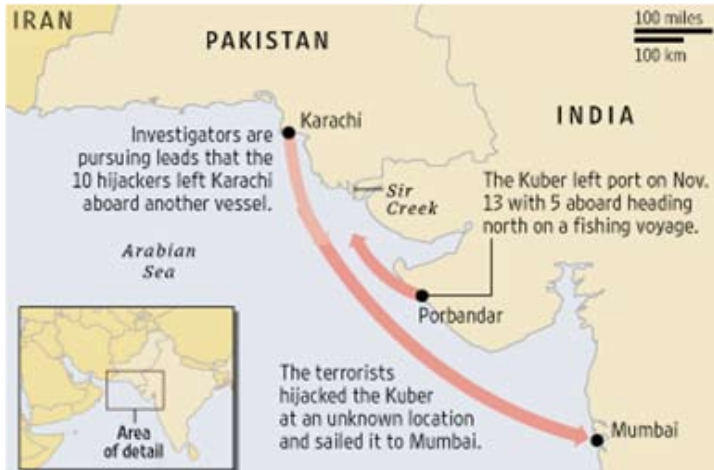 IRAN
PAKISTAN
100 miles
100 km
INDIA
Karachi
Investigators are
pursuing leads that the
10 hijackers left Karachi
aboard another vessel.
Sir
Creek
The Kuber left port on Nov.
13 with 5 aboard heading
north on a fishing voyage.
Arabian
Sea
Porbandar
The terrorists
hijacked the Kuber
at an unknown location
and sailed it to Mumbai.
Mumbai
Area
of detail